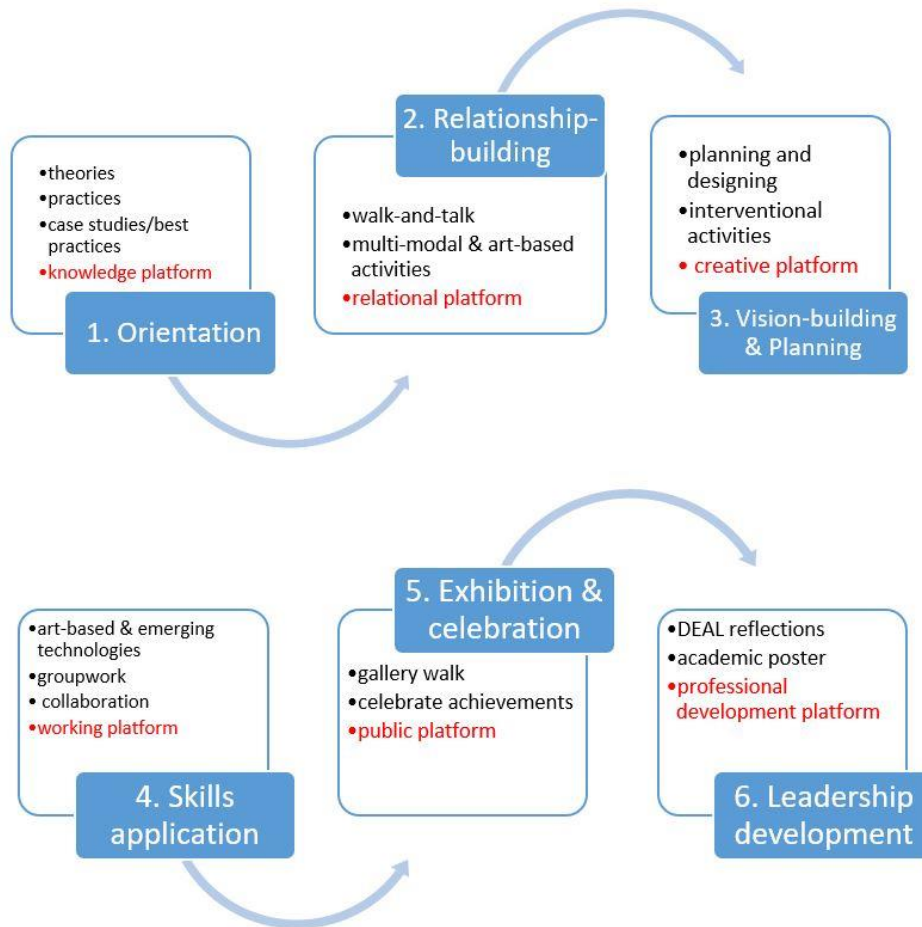 •theories
•practices
•case studies/best
practices
•knowledge platform
1. Orientation
2. Relationship-
building
•walk-and-talk
•multi-modal & art-based
activities
•relational platform
•planning and
designing
•interventional
activities
• creative platform
3. Vision-building
& Planning
•art-based & emerging
technologies
•groupwork
• collaboration
•working platform
4. Skills
application
5. Exhibition &
celebration
•gallery walk
•celebrate achievements
•public platform
•DEAL reflections
•academic poster
•professional
development platform
6. Leadership
development